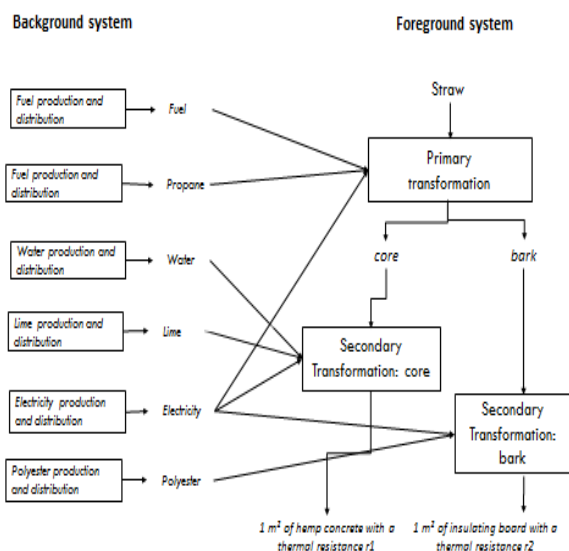 Background system
Foreground system
Fuel production and
distribution
Fuel
Straw
Primary
transformation
Fuel production and
distribution
Propane
Water production and
distribution
Water
core
bark
Lime production and
distribution
Lime
Secondary
Transformation: core
Electricity production
and distribution
Electricity
Secondary
Transformation:
bark
Polyester production
and distribution
Polyester
1 m² of hemp concrete with a
thermal resistance r1
1 m² of insulating board with a
thermal resistance r2